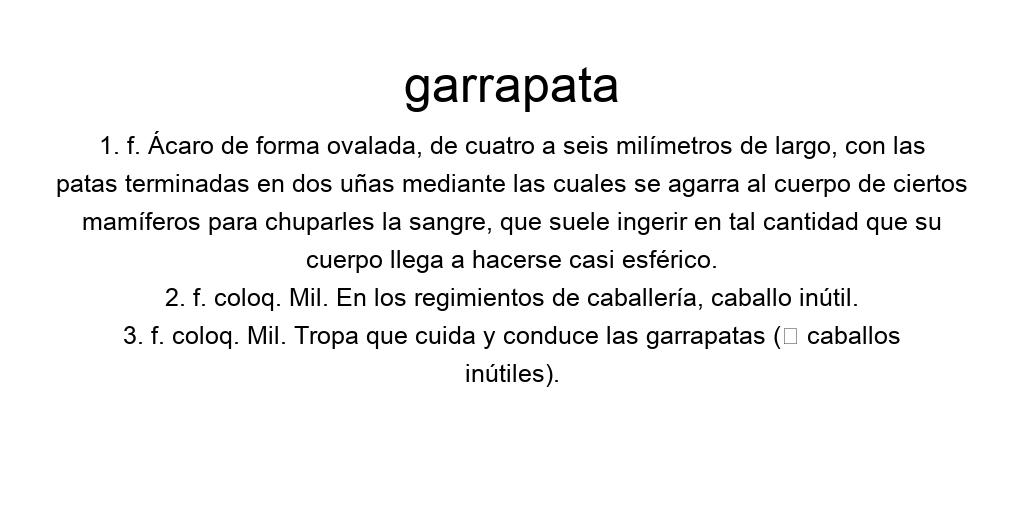 garrapata
1. f. Ácaro de forma ovalada, de cuatro a seis milímetros de largo, con las
patas terminadas en dos uñas mediante las cuales se agarra al cuerpo de ciertos
mamíferos para chuparles la sangre, que suele ingerir en tal cantidad que su
cuerpo llega a hacerse casi esférico.
2. f. coloq. Mil. En los regimientos de caballería, caballo inútil.
3. f. coloq. Mil. Tropa que cuida y conduce las garrapatas (▯ caballos
inútiles).